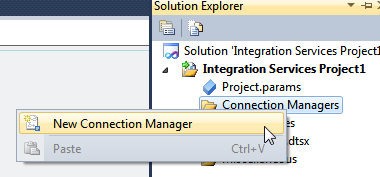 Solution Explorer
Solution 'Integration Services Project1
Integration Services Project1
Project.params
Connection Managers
New Connection Manager
Paste Ctrl+V